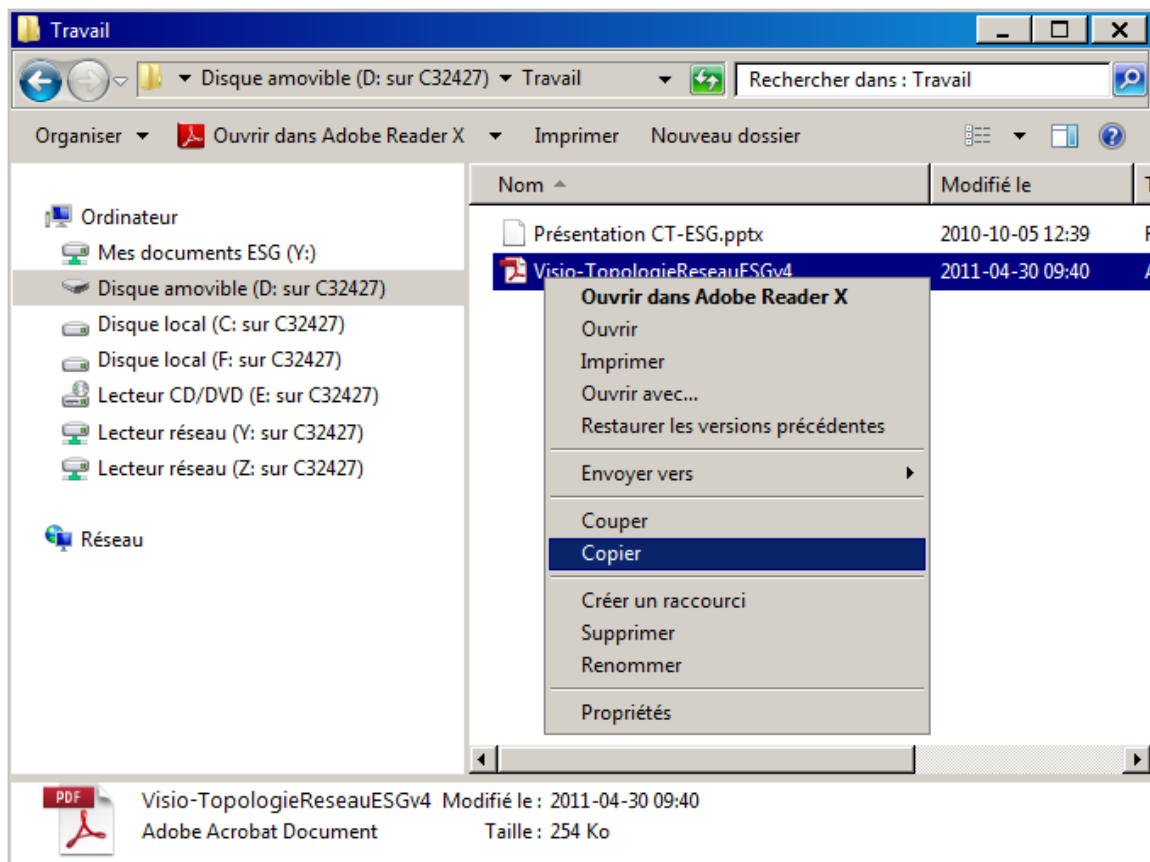 Travail
Disque amovible (D: sur C32427) Travail
Rechercher dans : Travail
Organiser
Ouvrir dans Adobe Reader X
Imprimer
Nouveau dossier
Ordinateur
Mes documents ESG (Y:)
Disque amovible (D: sur C32427)
Disque local (C: sur C32427)
Disque local (F: sur C32427)
Lecteur CD/DVD (E: sur C32427)
Lecteur réseau (Y: sur C32427)
Lecteur réseau (Z: sur C32427)
Réseau
Nom Modifié le
Présentation CT-ESG.pptx 2010-10-05 12:39
Visio-TopologieReseauESGv4 2011-04-30 09:40
Ouvrir dans Adobe Reader X
Ouvrir
Imprimer
Ouvrir avec...
Restaurer les versions précédentes
Envoyer vers
Couper
Copier
Créer un raccourci
Supprimer
Renommer
Propriétés
PDF
Visio-TopologieReseauESGv4 Modifié le : 2011-04-30 09:40
Adobe Acrobat Document Taille : 254 Ko